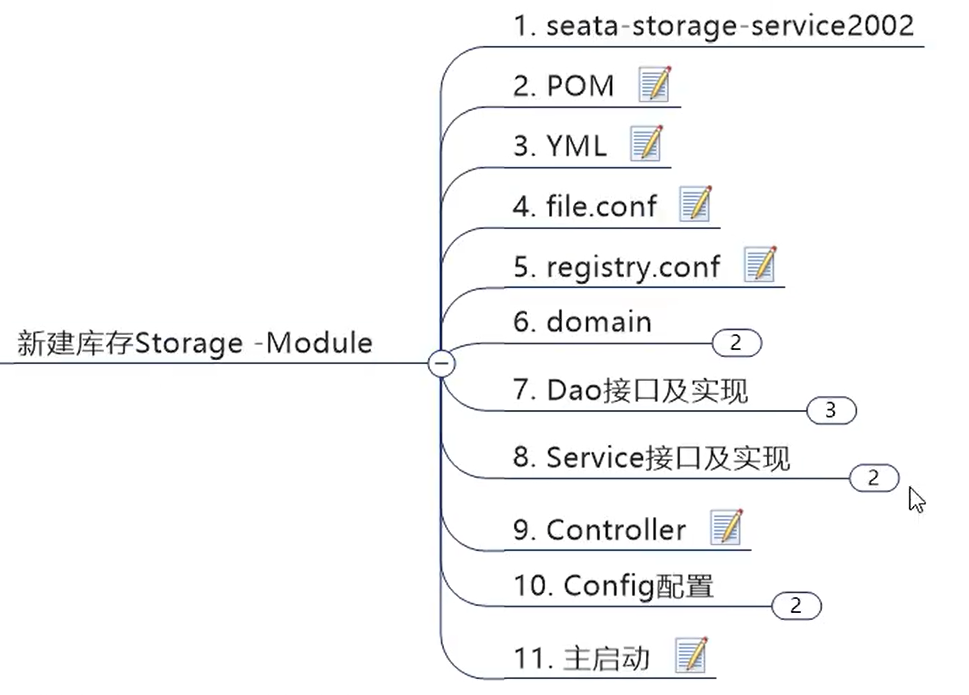 1. seata-storage-service2002
2. POM
3. YML
4. file.conf
5. registry.conf
6. domain
2
新建库存Storage -Module
7. Dao接口及实现
3
8. Service接口及实现
2
9. Controller
10. Config配置
2
11. 主启动